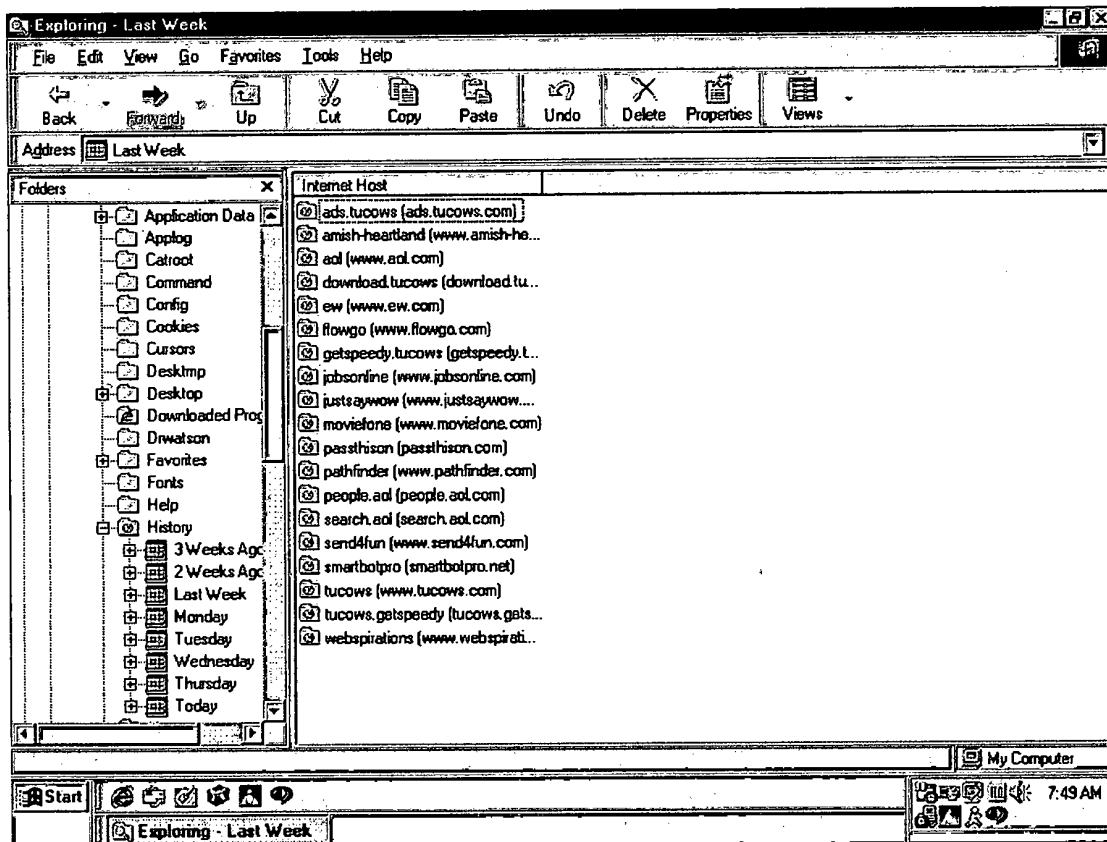 Exploring - Last Week
File Edit View Go Favorites Tools Help
Back Forward Up Cut Copy Paste Undo Delete Properties Views
Address Last Week
Folders
Application Data
Applog
Catroot
Command
Config
Cookies
Cursors
Desktmp
Desktop
Downloaded Prog
Drwatson
Favorites
Fonts
Help
History
3 Weeks Ago
2 Weeks Ago
Last Week
Monday
Tuesday
Wednesday
Thursday
Today
Internet Host
ads.tucows (ads.tucows.com)
amish-heartland (www.amish-he...
aol (www.aol.com)
download.tucows (download.tu...
ew (www.ew.com)
flowgo (www.flowgo.com)
getspeedy.tucows (getspeedy.t...
jobsonline (www.jobsonline.com)
justsaywow (www.justsaywow....
moviefone (www.moviefone.com)
passthison (passthison.com)
pathfinder (www.pathfinder.com)
people.aol (people.aol.com)
search.aol (search.aol.com)
send4fun (www.send4fun.com)
smartbotpro (smartbotpro.net)
tucows (www.tucows.com)
tucows.getspeedy (tucows.gets...
webspirations (www.webspirati...
My Computer
Start
7:49 AM
Exploring - Last Week